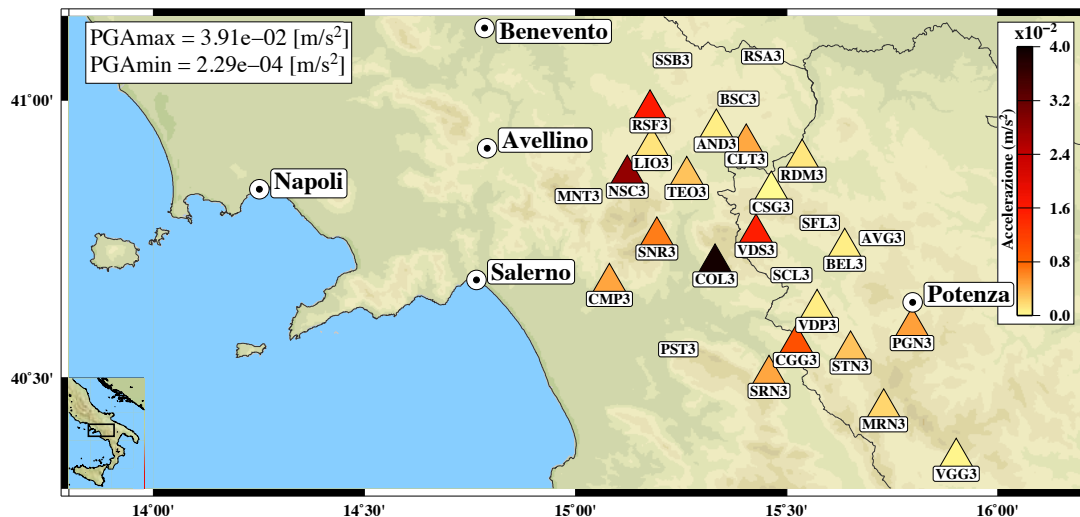 PGAmax = 3.91e−02 [m/s²]
PGAmin = 2.29e−04 [m/s²]
Benevento
Avellino
Napoli
Salerno
Potenza
SSB3
RSA3
BSC3
RSF3
AND3
CLT3
LIO3
RDM3
NSC3
TEO3
MNT3
CSG3
SFL3
AVG3
SNR3
VDS3
BEL3
COL3
SCL3
CMP3
VDP3
PGN3
PST3
CGG3
STN3
SRN3
MRN3
VGG3
x10⁻²
4.0
3.2
2.4
1.6
0.8
0.0
Accelerazione (m/s²)
41˚00'
40˚30'
14˚00'
14˚30'
15˚00'
15˚30'
16˚00'